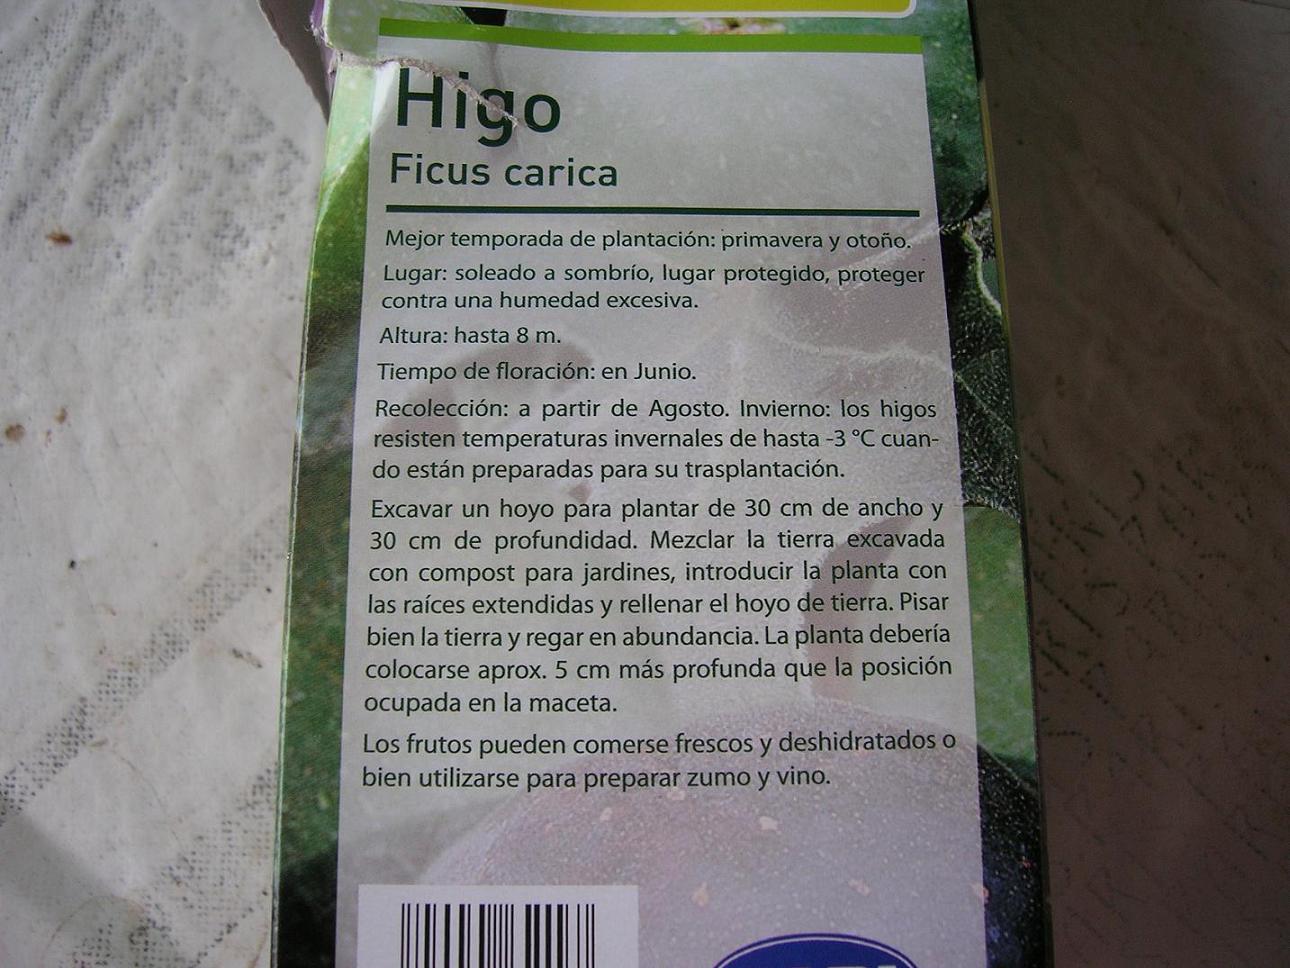 Higo
Ficus carica
Mejor temporada de plantación: primavera y otoño.
Lugar: soleado a sombrío, lugar protegido, proteger
contra una humedad excesiva.
Altura: hasta 8 m.
Tiempo de floración: en Junio.
Recolección: a partir de Agosto. Invierno: los higos
resisten temperaturas invernales de hasta -3 °C cuan-
do están preparadas para su trasplantación.
Excavar un hoyo para plantar de 30 cm de ancho y
30 cm de profundidad. Mezclar la tierra excavada
con compost para jardines, introducir la planta con
las raíces extendidas y rellenar el hoyo de tierra. Pisar
bien la tierra y regar en abundancia. La planta debería
colocarse aprox. 5 cm más profunda que la posición
ocupada en la maceta.
Los frutos pueden comerse frescos y deshidratados o
bien utilizarse para preparar zumo y vino.